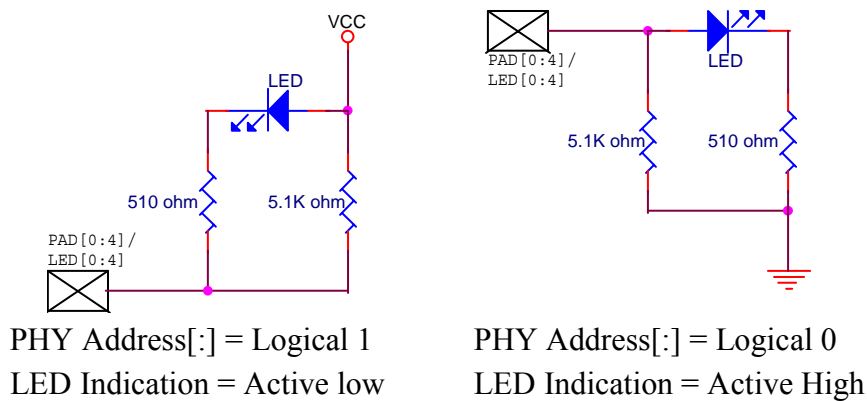 VCC
LED
510 ohm
5.1K ohm
PAD[0:4]/
LED[0:4]
PHY Address[:] = Logical 1
LED Indication = Active low
PAD[0:4]/
LED[0:4]
LED
5.1K ohm
510 ohm
PHY Address[:] = Logical 0
LED Indication = Active High